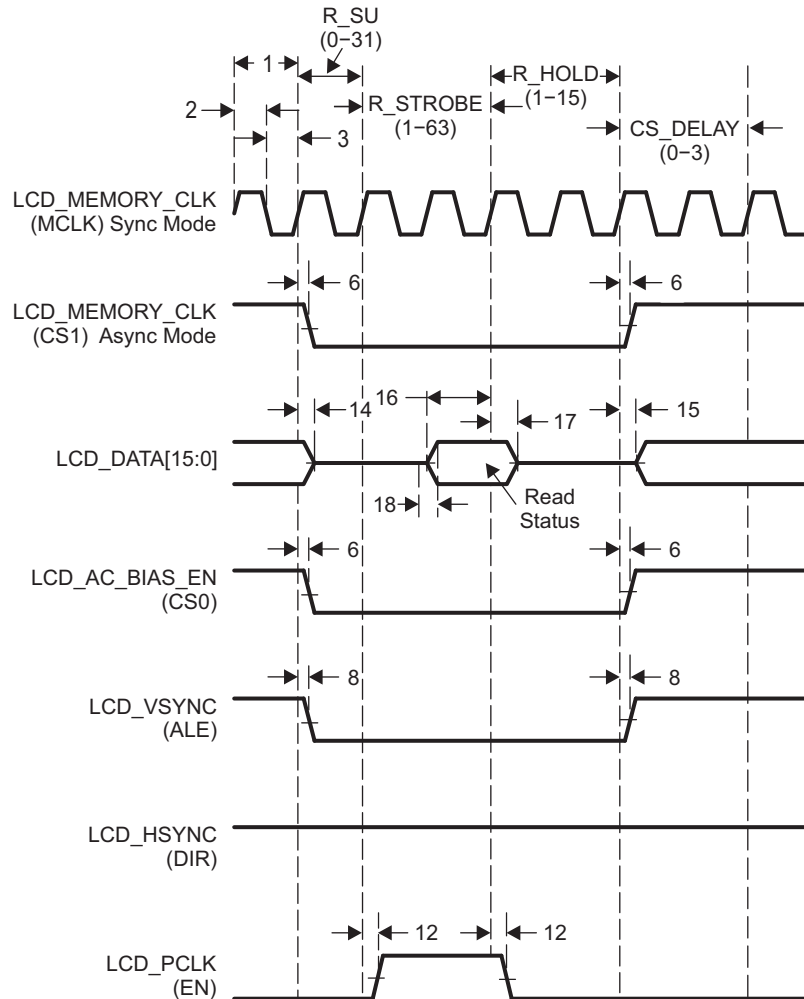 R_SU
(0−31)
1
R_HOLD
(1−15)
R_STROBE
(1−63)
2
3
CS_DELAY
(0−3)
LCD_MEMORY_CLK
(MCLK) Sync Mode
6
6
LCD_MEMORY_CLK
(CS1) Async Mode
16
14
17
15
LCD_DATA[15:0]
18
Read
Status
6
6
LCD_AC_BIAS_EN
(CS0)
8
8
LCD_VSYNC
(ALE)
LCD_HSYNC
(DIR)
12
12
LCD_PCLK
(EN)